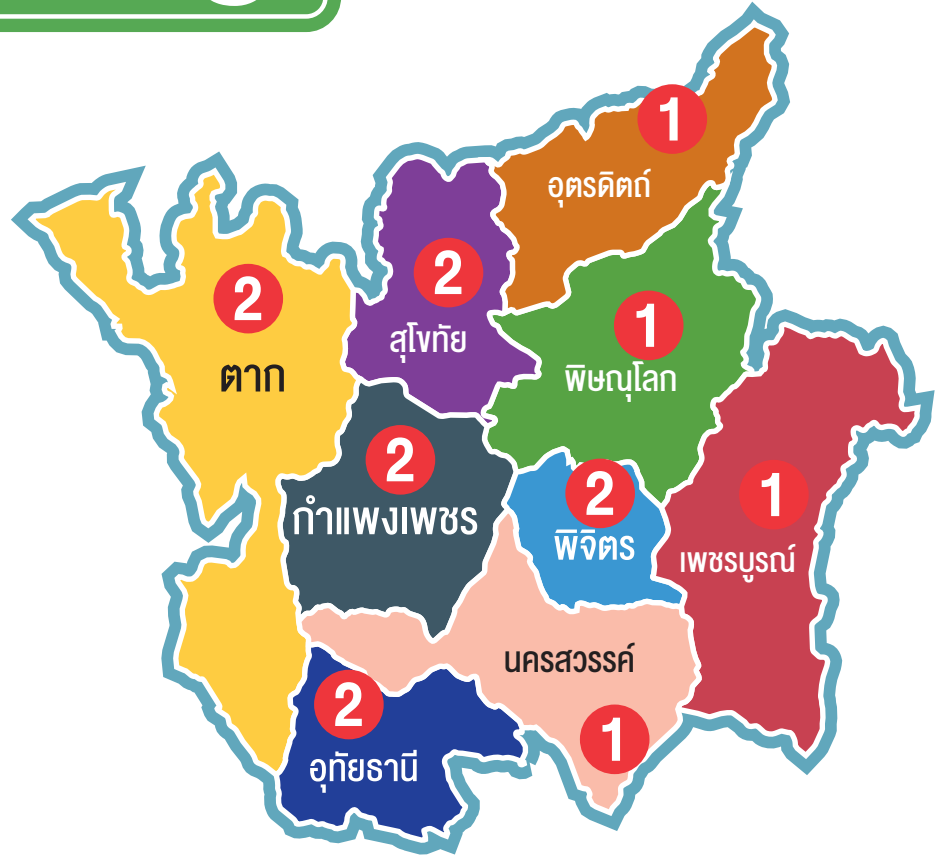 1
อุตรดิตถ์
2
ตาก
2
สุโขทัย
1
พิษณุโลก
2
กำแพงเพชร
2
พิจิตร
1
เพชรบูรณ์
นครสวรรค์
1
2
อุทัยธานี